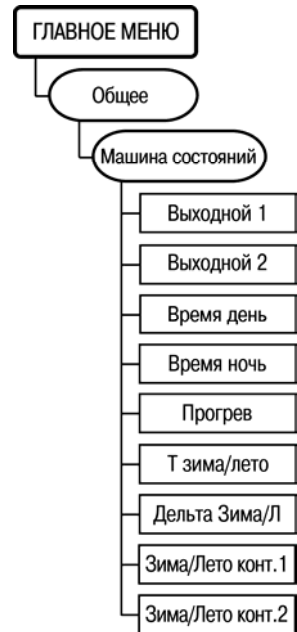 ГЛАВНОЕ МЕНЮ
Общее
Машина состояний
Выходной 1
Выходной 2
Время день
Время ночь
Прогрев
Т зима/лето
Дельта Зима/Л
Зима/Лето конт.1
Зима/Лето конт.2